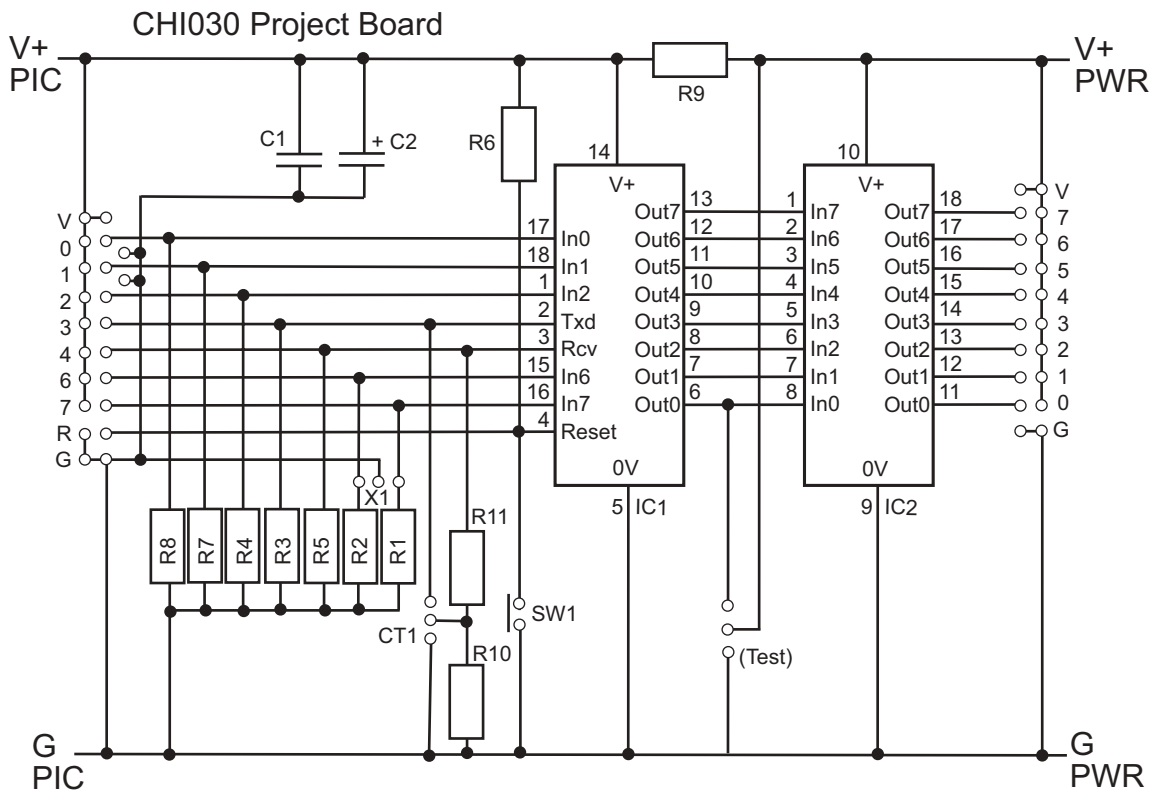 CHI030 Project Board
V+
PIC
V+
PWR
R9
C1
+ C2
R6
14
V+
10
V+
V
0
1
2
3
4
6
7
R
G
17 In0
18 In1
1 In2
2 Txd
3 Rcv
15 In6
16 In7
4 Reset
Out7 13
Out6 12
Out5 11
Out4 10
Out3 9
Out2 8
Out1 7
Out0 6
0V
5 IC1
1 In7
2 In6
3 In5
4 In4
5 In3
6 In2
7 In1
8 In0
Out7 18
Out6 17
Out5 16
Out4 15
Out3 14
Out2 13
Out1 12
Out0 11
0V
9 IC2
V
7
6
5
4
3
2
1
0
G
X1
R8
R7
R4
R3
R5
R2
R1
R11
CT1
R10
SW1
(Test)
G
PIC
G
PWR